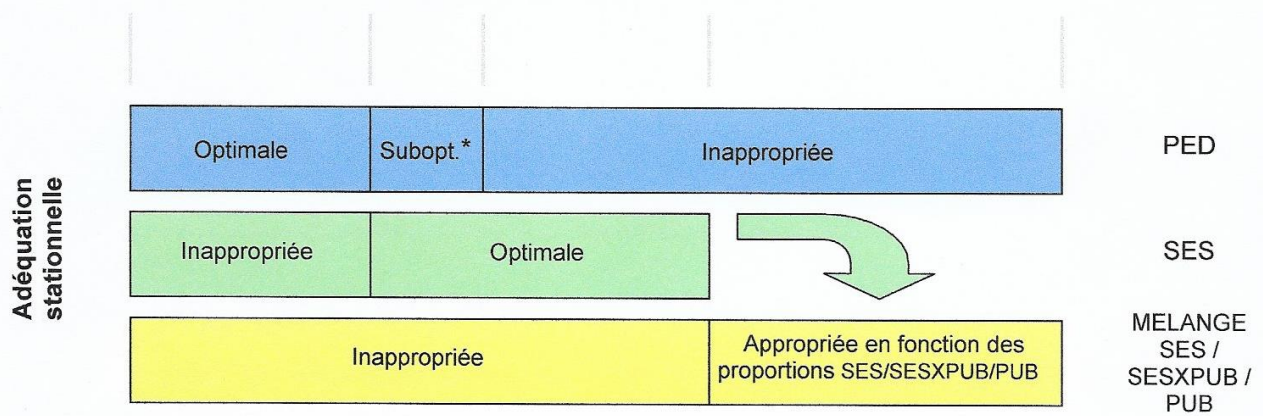 Adéquation
stationnelle
Optimale
Subopt.*
Inappropriée
PED
Inappropriée
Optimale
SES
Inappropriée
Appropriée en fonction des
proportions SES/SESXPUB/PUB
MELANGE
SES /
SESXPUB /
PUB